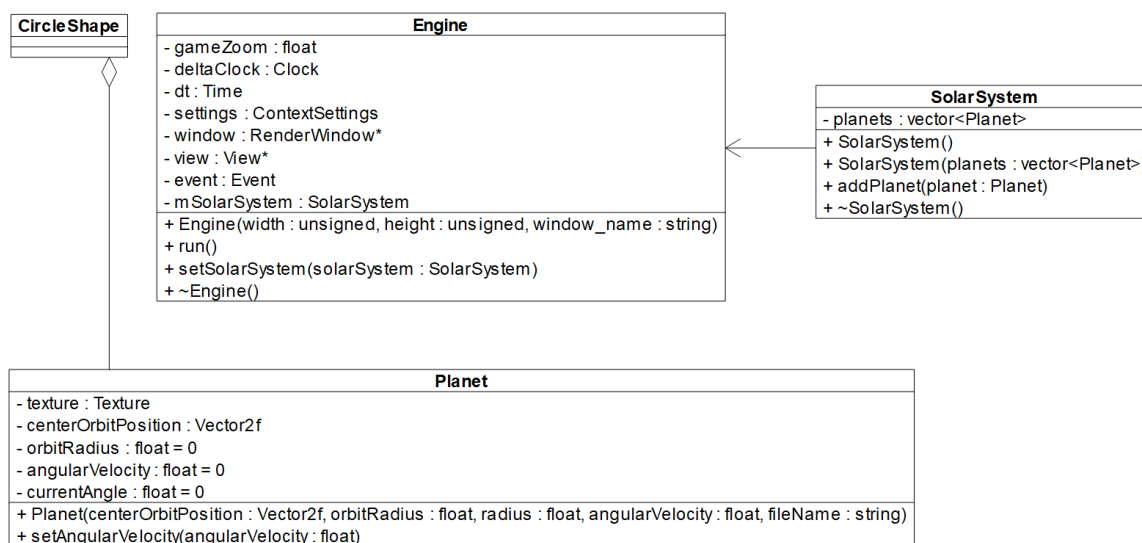 CircleShape
Engine
- gameZoom : float
- deltaClock : Clock
- dt : Time
- settings : ContextSettings
- window : RenderWindow*
- view : View*
- event : Event
- mSolarSystem : SolarSystem
+ Engine(width : unsigned, height : unsigned, window_name : string)
+ run()
+ setSolarSystem(solarSystem : SolarSystem)
+ ~Engine()
SolarSystem
- planets : vector<Planet>
+ SolarSystem()
+ SolarSystem(planets : vector<Planet>
+ addPlanet(planet : Planet)
+ ~SolarSystem()
Planet
- texture : Texture
- centerOrbitPosition : Vector2f
- orbitRadius : float = 0
- angularVelocity : float = 0
- currentAngle : float = 0
+ Planet(centerOrbitPosition : Vector2f, orbitRadius : float, radius : float, angularVelocity : float, fileName : string)
+ setAngularVelocity(angularVelocity : float)